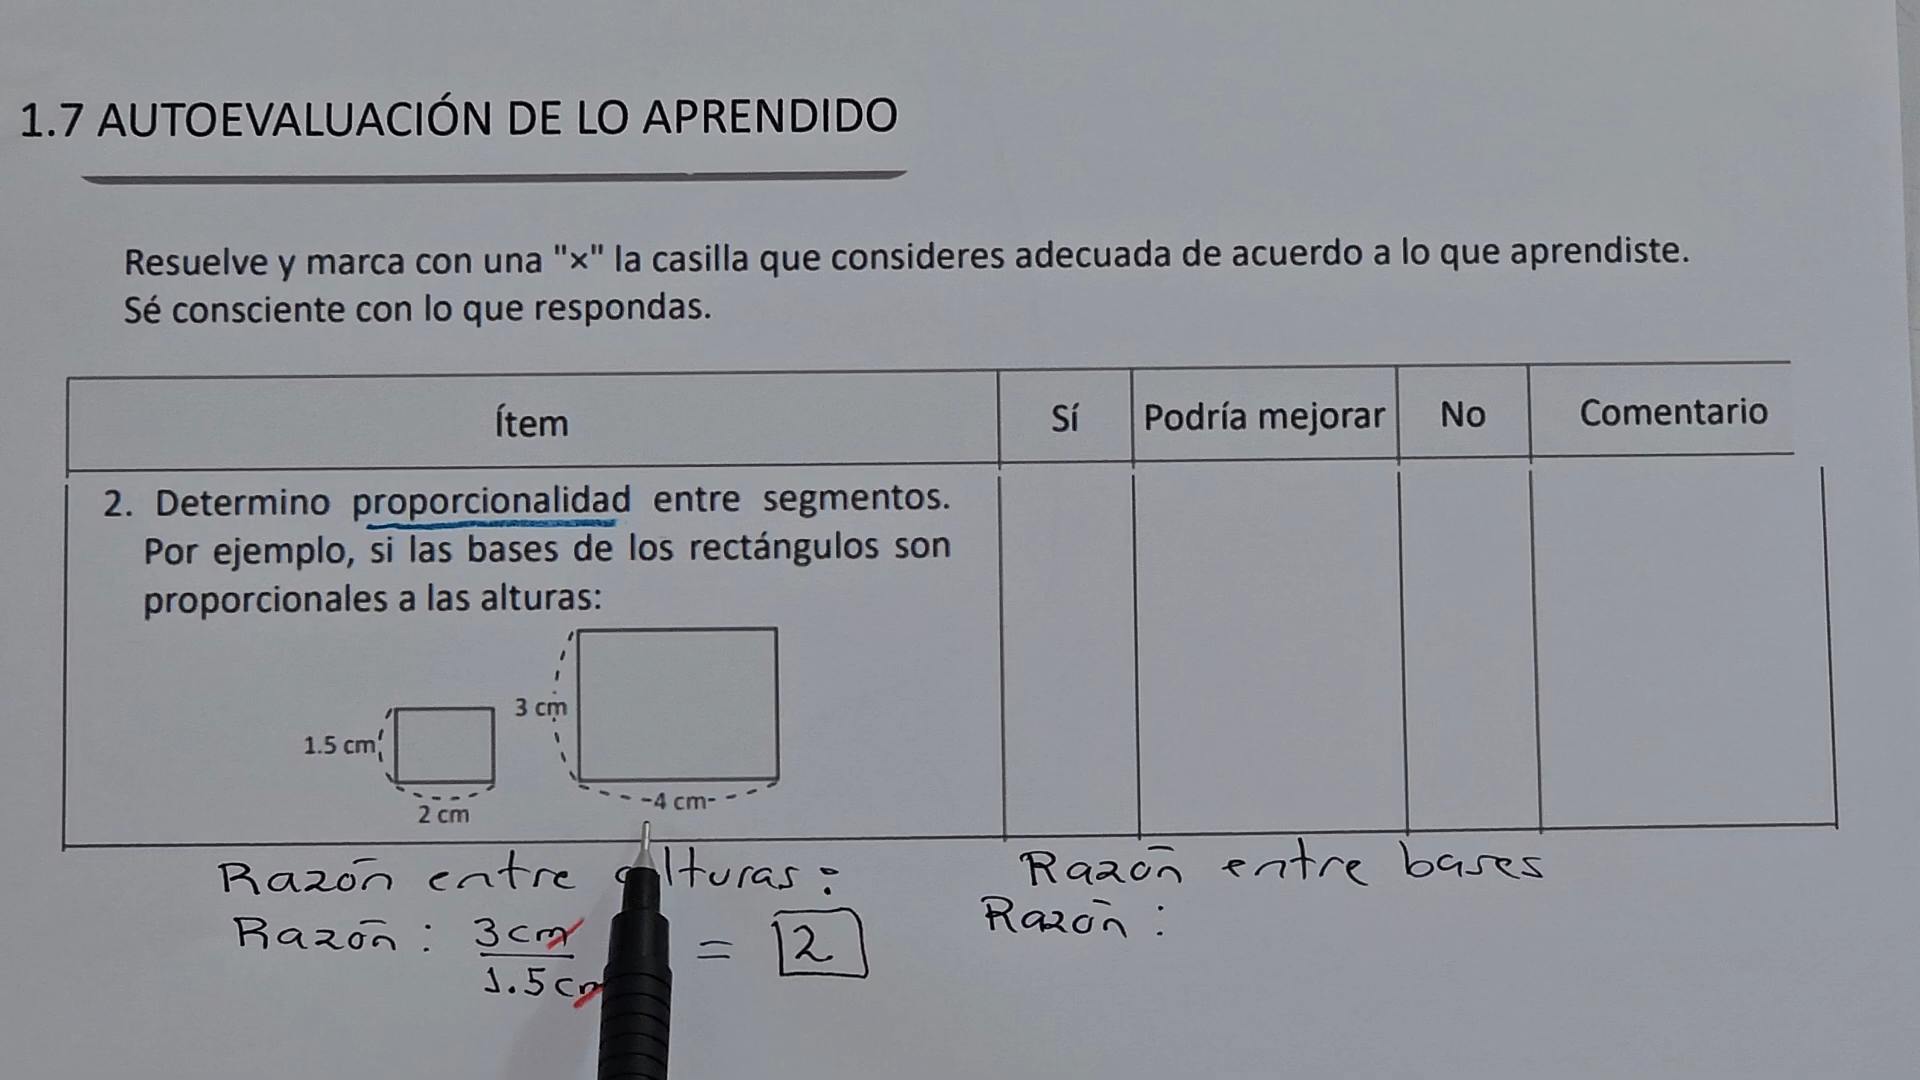 1.7 AUTOEVALUACIÓN DE LO APRENDIDO
Resuelve y marca con una "×" la casilla que consideres adecuada de acuerdo a lo que aprendiste.
Sé consciente con lo que respondas.
Ítem Sí Podría mejorar No Comentario
2. Determino proporcionalidad entre segmentos.
Por ejemplo, si las bases de los rectángulos son
proporcionales a las alturas:
3 cm
1.5 cm
4 cm
2 cm
Razón entre alturas:
Razón: 3cm
1.5cm
= 2
Razón entre bases
Razón: